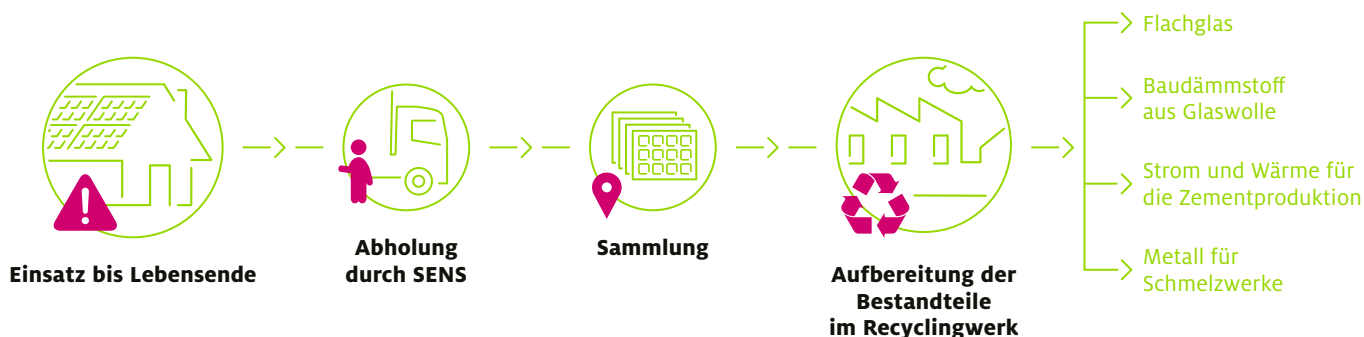 Einsatz bis Lebensende
Abholung
durch SENS
Sammlung
Aufbereitung der
Bestandteile
im Recyclingwerk
Flachglas
Baudämmstoff
aus Glaswolle
Strom und Wärme für
die Zementproduktion
Metall für
Schmelzwerke